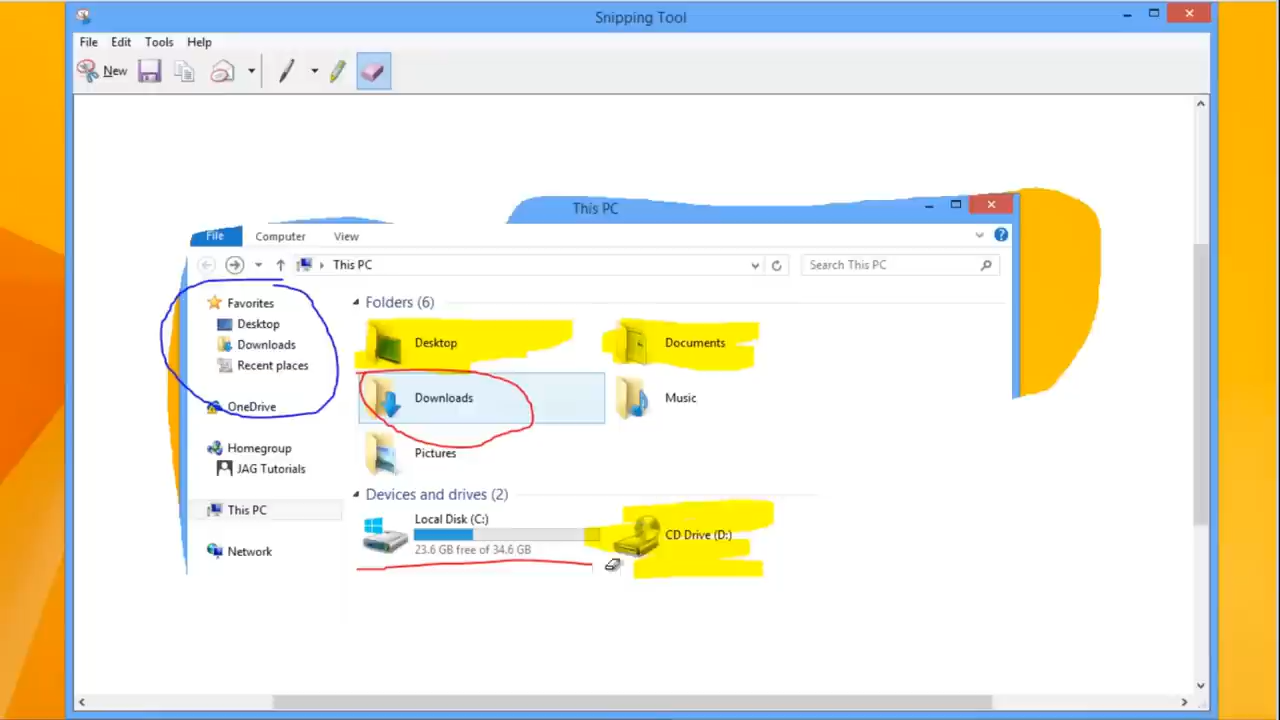 Snipping Tool
File Edit Tools Help
New
This PC
File Computer View
This PC
Search This PC
Favorites
Desktop
Downloads
Recent places
OneDrive
Homegroup
JAG Tutorials
This PC
Network
Folders (6)
Desktop
Documents
Downloads
Music
Pictures
Devices and drives (2)
Local Disk (C:)
23.6 GB free of 34.6 GB
CD Drive (D:)